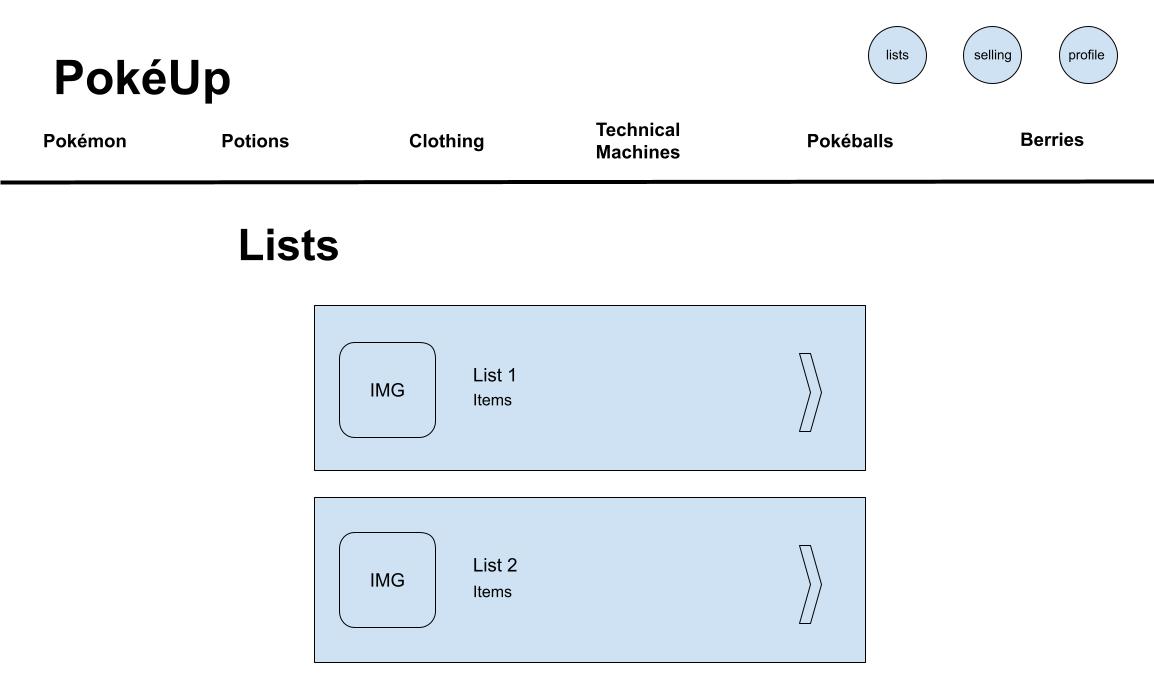 PokéUp
lists
selling
profile
Pokémon
Potions
Clothing
Technical
Machines
Pokéballs
Berries
Lists
IMG
List 1
Items
IMG
List 2
Items